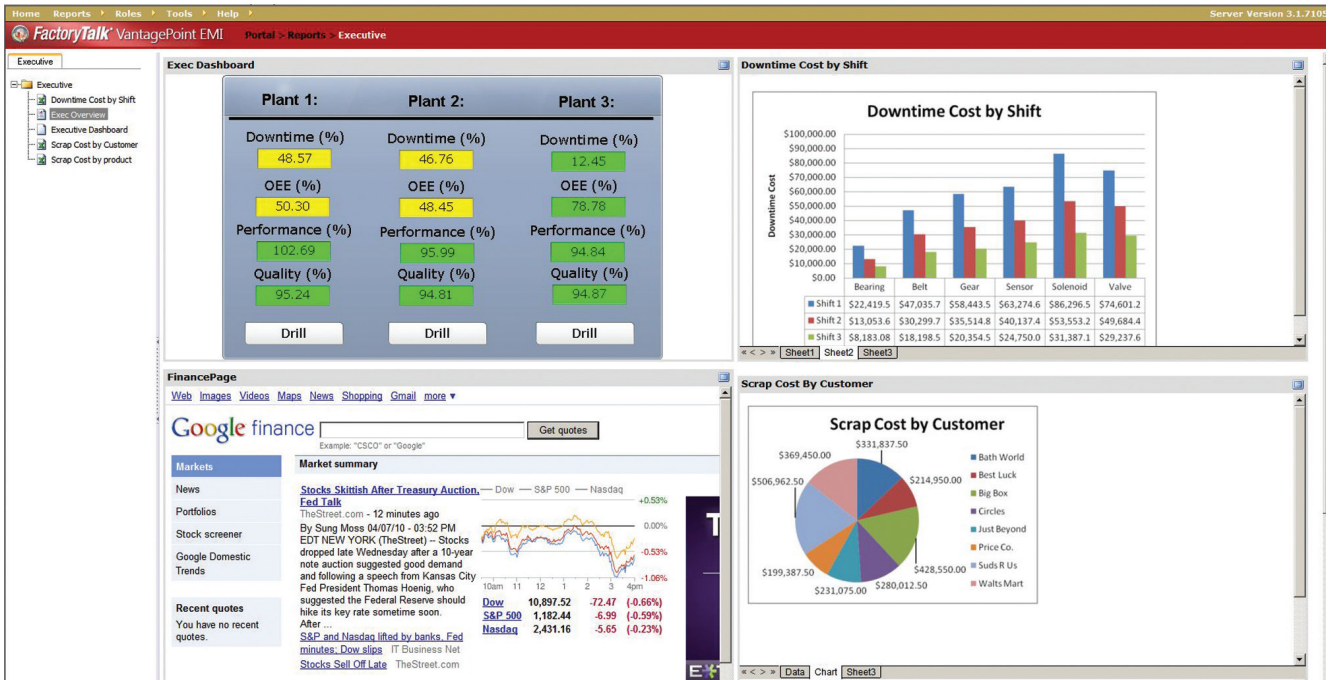 Home Reports Roles Tools Help
Server Version 3.1.7105
FactoryTalk VantagePoint EMI Portal > Reports > Executive
Executive
Executive
Downtime Cost by Shift
Exec Overview
Executive Dashboard
Scrap Cost by Customer
Scrap Cost by product
Exec Dashboard
Plant 1: Plant 2: Plant 3:
Downtime (%) Downtime (%) Downtime (%)
48.57 46.76 12.45
OEE (%) OEE (%) OEE (%)
50.30 48.45 78.78
Performance (%) Performance (%) Performance (%)
102.69 95.99 94.84
Quality (%) Quality (%) Quality (%)
95.24 94.81 94.87
Drill Drill Drill
Downtime Cost by Shift
Downtime Cost by Shift
Downtime Cost
$100,000.00
$90,000.00
$80,000.00
$70,000.00
$60,000.00
$50,000.00
$40,000.00
$30,000.00
$20,000.00
$10,000.00
$0.00
Bearing Belt Gear Sensor Solenoid Valve
Shift 1 $22,419.5 $47,035.7 $58,443.5 $63,274.6 $86,296.5 $74,601.2
Shift 2 $13,053.6 $30,299.7 $35,514.8 $40,137.4 $53,553.2 $49,684.4
Shift 3 $8,183.08 $18,198.5 $20,354.5 $24,750.0 $31,387.1 $29,237.6
« < > » Sheet1 Sheet2 Sheet3
FinancePage
Web Images Videos Maps News Shopping Gmail more ▼
Google finance Get quotes
Example: "CSCO" or "Google"
Markets
News
Portfolios
Stock screener
Google Domestic
Trends
Recent quotes
You have no recent
quotes.
Market summary
Stocks Skittish After Treasury Auction,
Fed Talk
TheStreet.com - 12 minutes ago
By Sung Moss 04/07/10 - 03:52 PM
EDT NEW YORK (TheStreet) -- Stocks
dropped late Wednesday after a 10-year
note auction suggested good demand
and following a speech from Kansas City
Fed President Thomas Hoenig, who
suggested the Federal Reserve should
hike its key rate sometime soon.
After ...
S&P and Nasdaq lifted by banks, Fed
minutes; Dow slips IT Business Net
Stocks Sell Off Late TheStreet.com
Dow S&P 500 Nasdaq
+0.53%
0.00%
-0.53%
-1.06%
10am 11 12 1 2 3 4pm
Dow 10,897.52 -72.47 (-0.66%)
S&P 500 1,182.44 -6.99 (-0.59%)
Nasdaq 2,431.16 -5.65 (-0.23%)
Scrap Cost By Customer
Scrap Cost by Customer
$331,837.50
$369,450.00
$506,962.50
$214,950.00
$428,550.00
$199,387.50
$280,012.50
$231,075.00
Bath World
Best Luck
Big Box
Circles
Just Beyond
Price Co.
Suds R Us
Walts Mart
« < > » Data Chart Sheet3